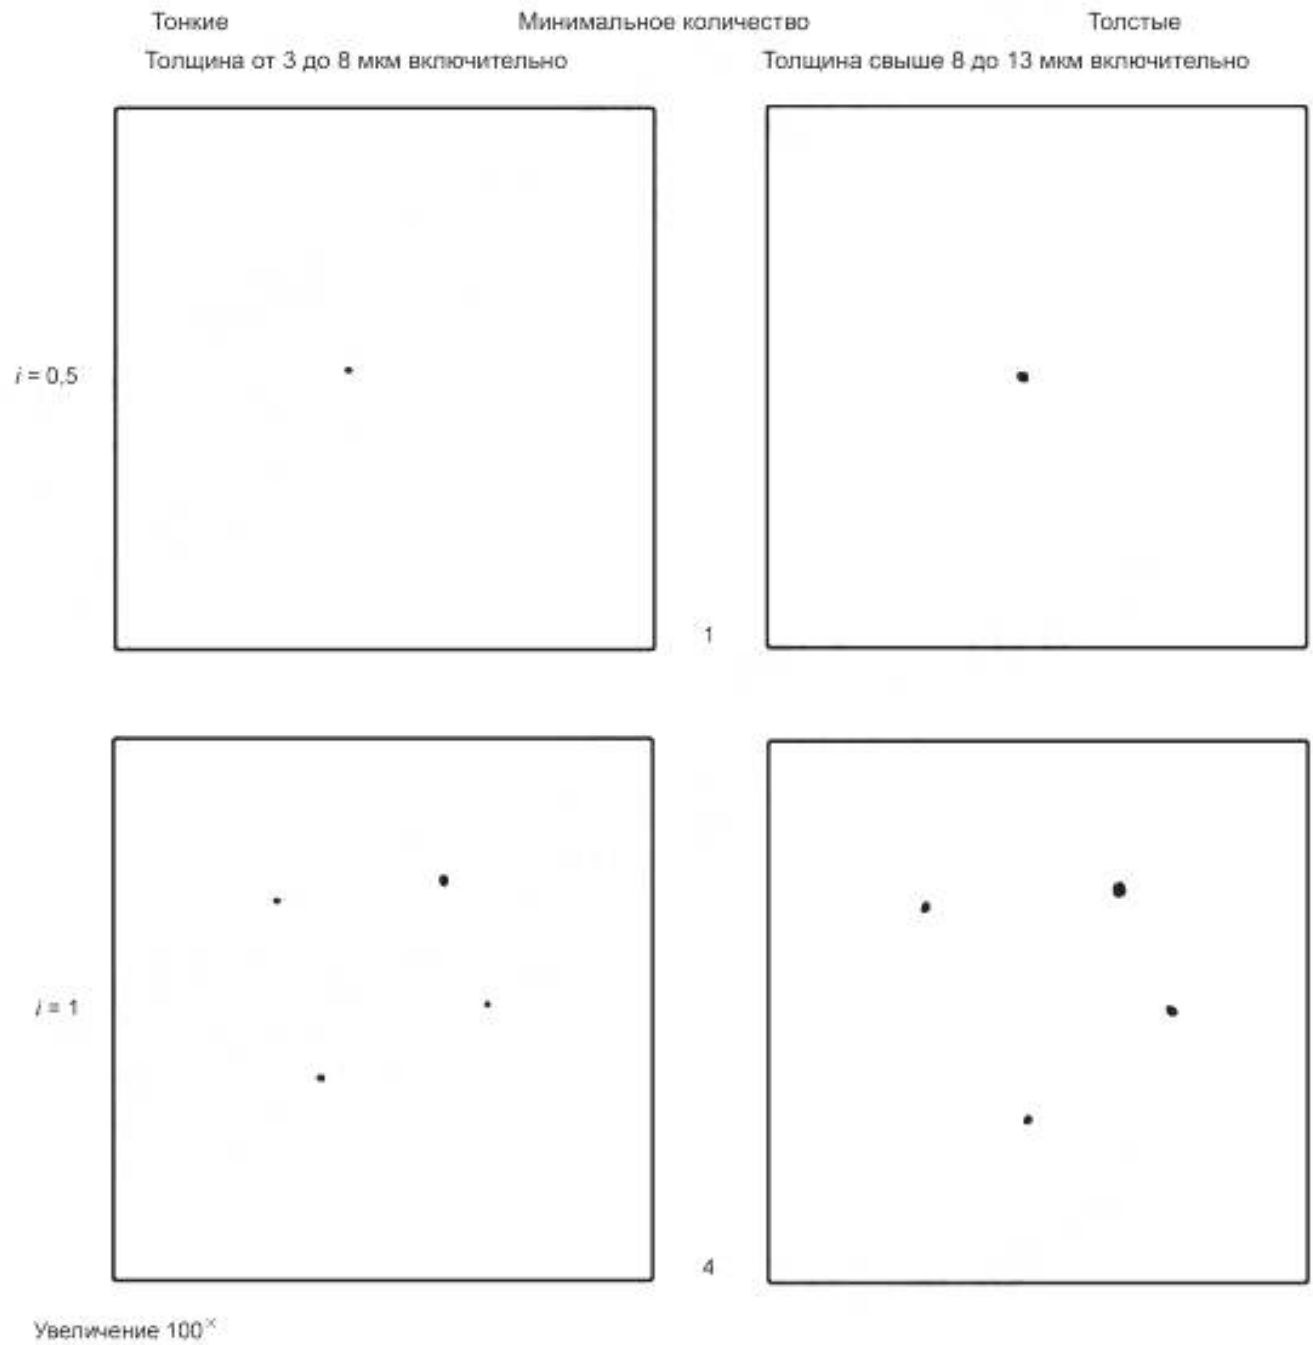 Тонкие Минимальное количество Толстые
Толщина от 3 до 8 мкм включительно Толщина свыше 8 до 13 мкм включительно
i = 0,5
1
i = 1
4
Увеличение 100×